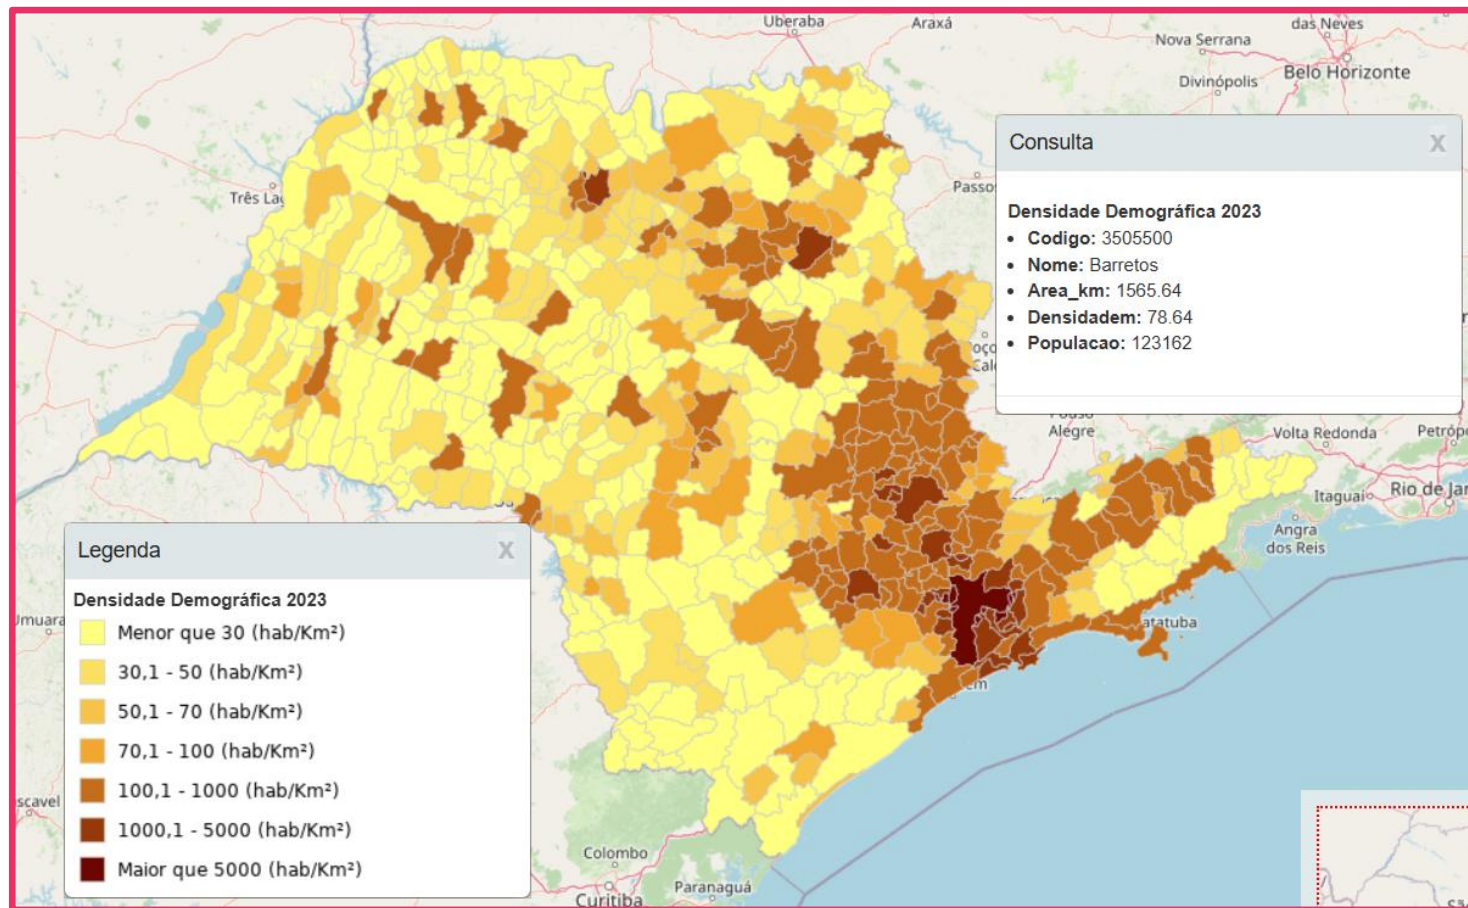 Uberaba
Araxá
das Neves
Nova Serrana
Belo Horizonte
Divinópolis
Consulta X
Densidade Demográfica 2023
• Codigo: 3505500
• Nome: Barretos
• Area_km: 1565.64
• Densidadem: 78.64
• Populacao: 123162
Três La
Passo
Poço
Cal
Alegre
Volta Redonda
Petróp
Itaguaí
Rio de Jar
Angra
dos Reis
atatuba
em
Legenda X
Densidade Demográfica 2023
Menor que 30 (hab/Km²)
30,1 - 50 (hab/Km²)
50,1 - 70 (hab/Km²)
70,1 - 100 (hab/Km²)
100,1 - 1000 (hab/Km²)
1000,1 - 5000 (hab/Km²)
Maior que 5000 (hab/Km²)
Jmuara
scavel
Colombo
Curitiba
Paranaguá